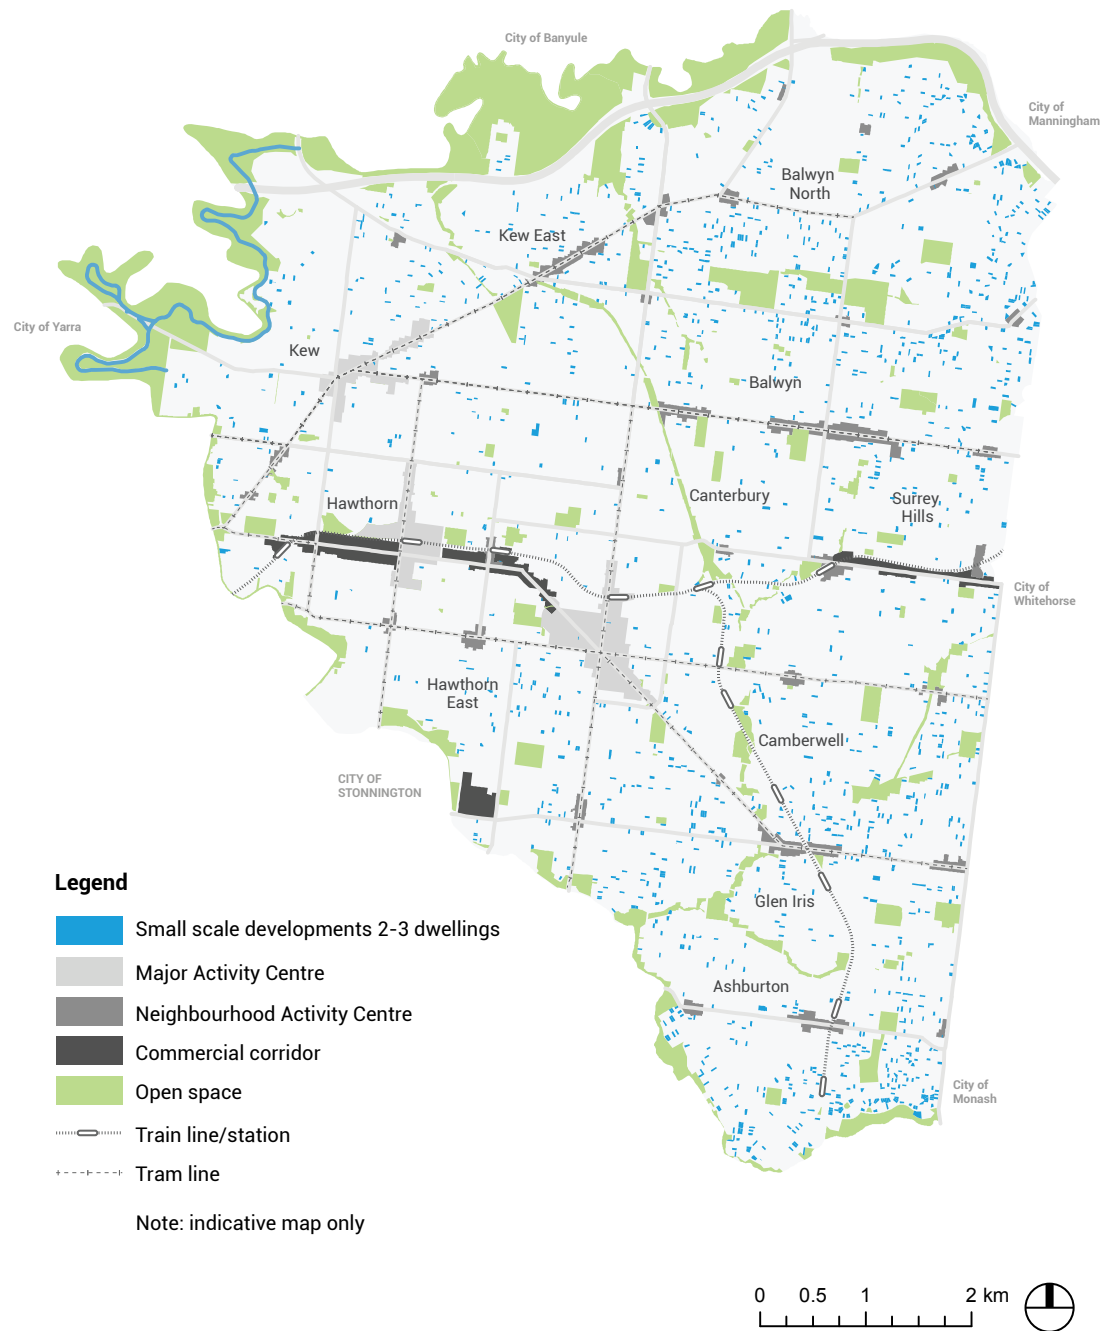 City of Banyule
City of
Manningham
Balwyn
North
Kew East
City of Yarra
Kew
Balwyn
Hawthorn
Canterbury
Surrey
Hills
City of
Whitehorse
Hawthorn
East
Camberwell
CITY OF
STONNINGTON
Glen Iris
Ashburton
City of
Monash
Legend
Small scale developments 2-3 dwellings
Major Activity Centre
Neighbourhood Activity Centre
Commercial corridor
Open space
Train line/station
Tram line
Note: indicative map only
0 0.5 1 2 km